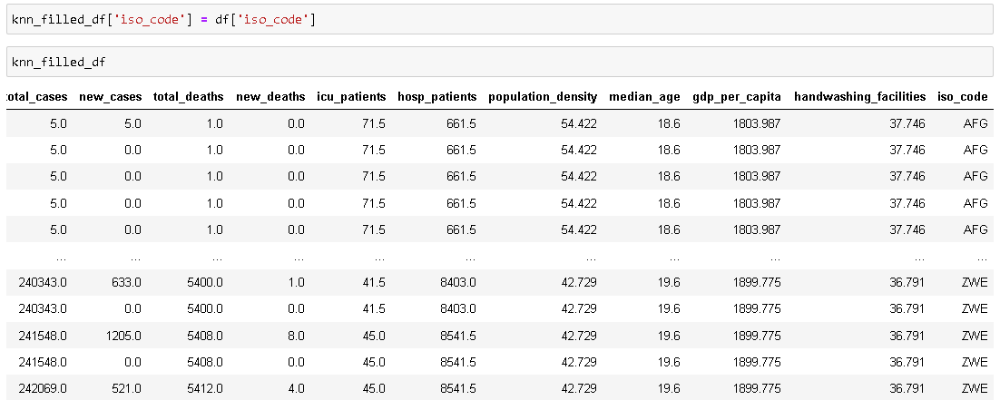 knn_filled_df['iso_code'] = df['iso_code']
knn_filled_df
total_cases new_cases total_deaths new_deaths icu_patients hosp_patients population_density median_age gdp_per_capita handwashing_facilities iso_code
5.0 5.0 1.0 0.0 71.5 661.5 54.422 18.6 1803.987 37.746 AFG
5.0 0.0 1.0 0.0 71.5 661.5 54.422 18.6 1803.987 37.746 AFG
5.0 0.0 1.0 0.0 71.5 661.5 54.422 18.6 1803.987 37.746 AFG
5.0 0.0 1.0 0.0 71.5 661.5 54.422 18.6 1803.987 37.746 AFG
5.0 0.0 1.0 0.0 71.5 661.5 54.422 18.6 1803.987 37.746 AFG
... ... ... ... ... ... ... ... ... ... ...
240343.0 633.0 5400.0 1.0 41.5 8403.0 42.729 19.6 1899.775 36.791 ZWE
240343.0 0.0 5400.0 0.0 41.5 8403.0 42.729 19.6 1899.775 36.791 ZWE
241548.0 1205.0 5408.0 8.0 45.0 8541.5 42.729 19.6 1899.775 36.791 ZWE
241548.0 0.0 5408.0 0.0 45.0 8541.5 42.729 19.6 1899.775 36.791 ZWE
242069.0 521.0 5412.0 4.0 45.0 8541.5 42.729 19.6 1899.775 36.791 ZWE